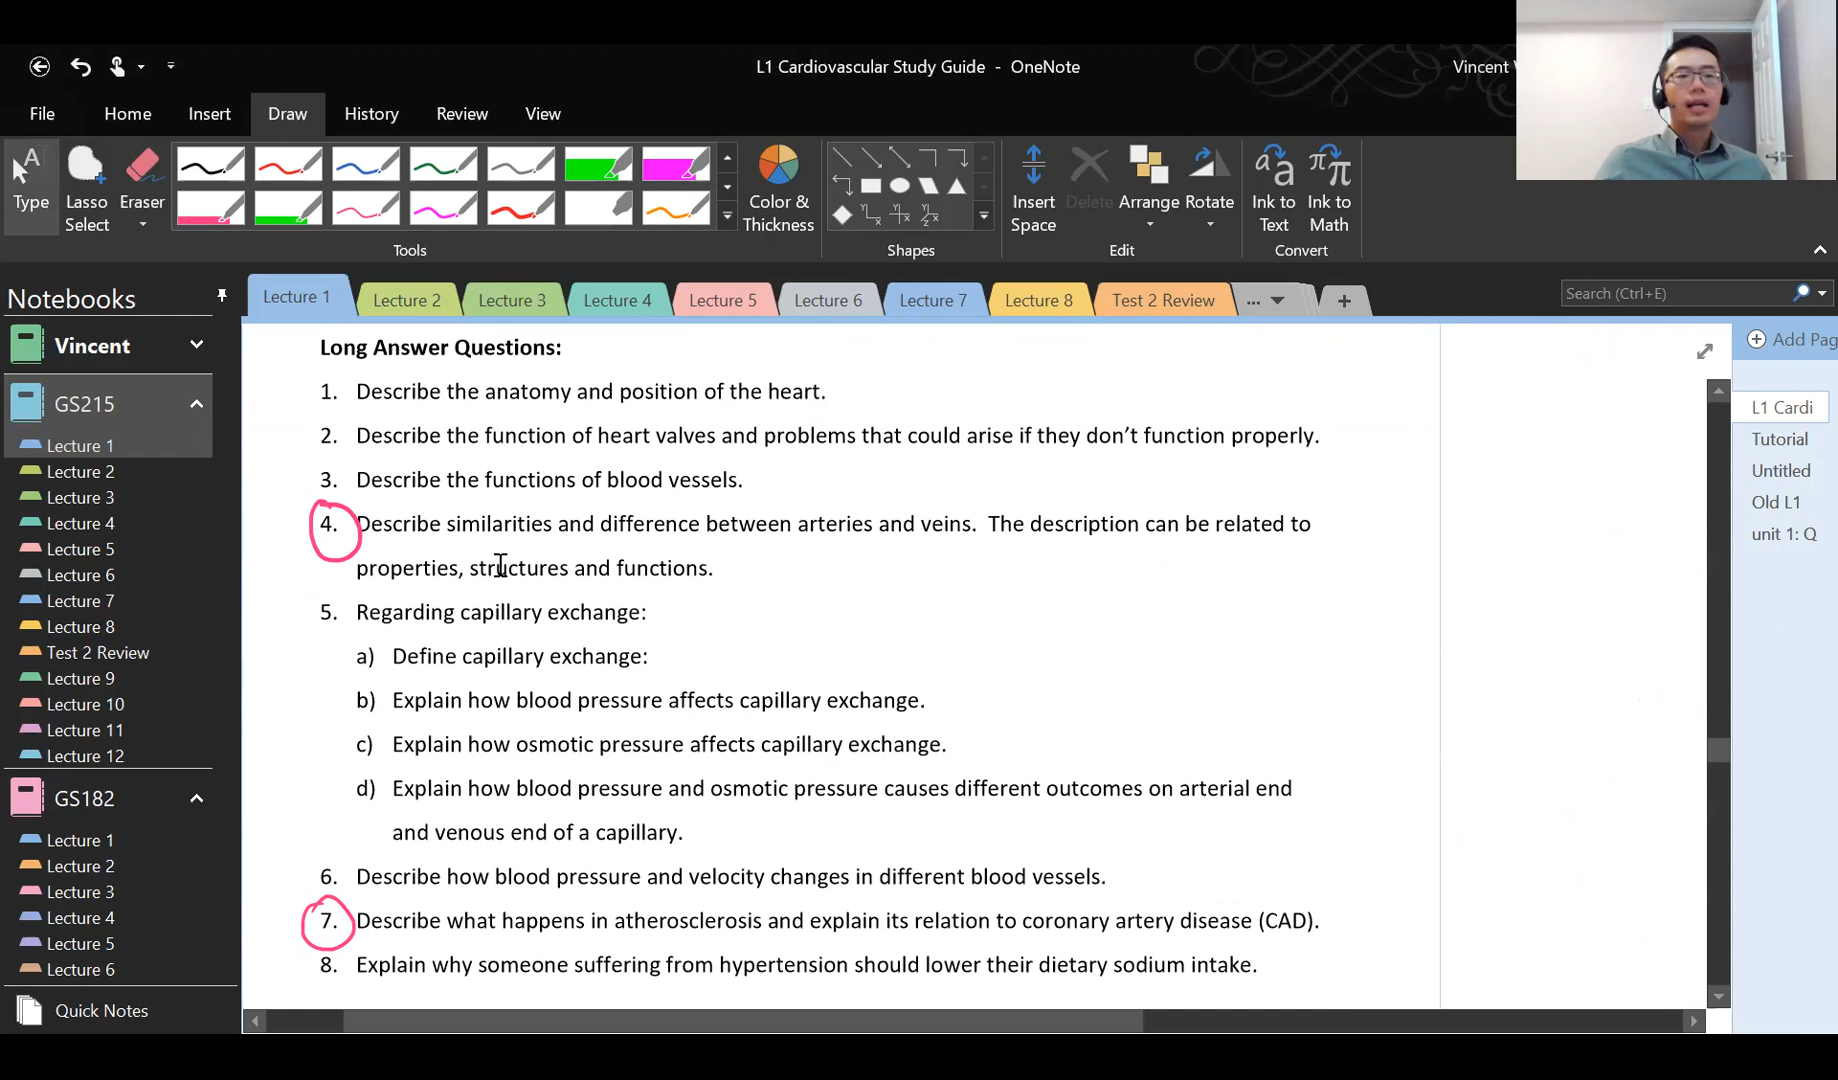 L1 Cardiovascular Study Guide - OneNote
Vincent
File Home Insert Draw History Review View
Type
Lasso Select
Eraser
Color & Thickness
Insert Space
Delete
Arrange
Rotate
Ink to Text
Ink to Math
Tools
Shapes
Edit
Convert
Notebooks
Lecture 1 Lecture 2 Lecture 3 Lecture 4 Lecture 5 Lecture 6 Lecture 7 Lecture 8 Test 2 Review ...
Search (Ctrl+E)
Vincent
GS215
Lecture 1
Lecture 2
Lecture 3
Lecture 4
Lecture 5
Lecture 6
Lecture 7
Lecture 8
Test 2 Review
Lecture 9
Lecture 10
Lecture 11
Lecture 12
GS182
Lecture 1
Lecture 2
Lecture 3
Lecture 4
Lecture 5
Lecture 6
Quick Notes
Long Answer Questions:
1. Describe the anatomy and position of the heart.
2. Describe the function of heart valves and problems that could arise if they don’t function properly.
3. Describe the functions of blood vessels.
4. Describe similarities and difference between arteries and veins. The description can be related to
properties, structures and functions.
5. Regarding capillary exchange:
a) Define capillary exchange:
b) Explain how blood pressure affects capillary exchange.
c) Explain how osmotic pressure affects capillary exchange.
d) Explain how blood pressure and osmotic pressure causes different outcomes on arterial end
and venous end of a capillary.
6. Describe how blood pressure and velocity changes in different blood vessels.
7. Describe what happens in atherosclerosis and explain its relation to coronary artery disease (CAD).
8. Explain why someone suffering from hypertension should lower their dietary sodium intake.
Add Pag
L1 Cardi
Tutorial
Untitled
Old L1
unit 1: Q